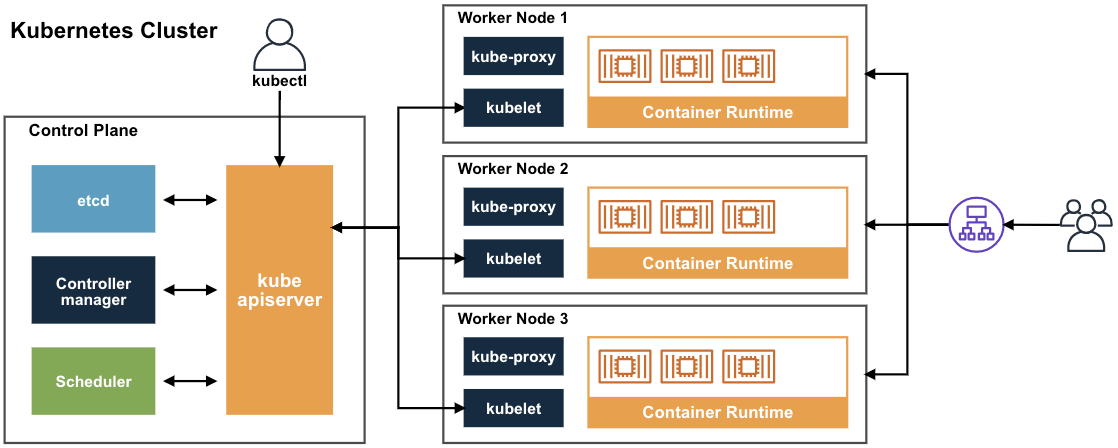 Kubernetes Cluster
kubectl
Control Plane
etcd
Controller
manager
Scheduler
kube
apiserver
Worker Node 1
kube-proxy
kubelet
Container Runtime
Worker Node 2
kube-proxy
kubelet
Container Runtime
Worker Node 3
kube-proxy
kubelet
Container Runtime